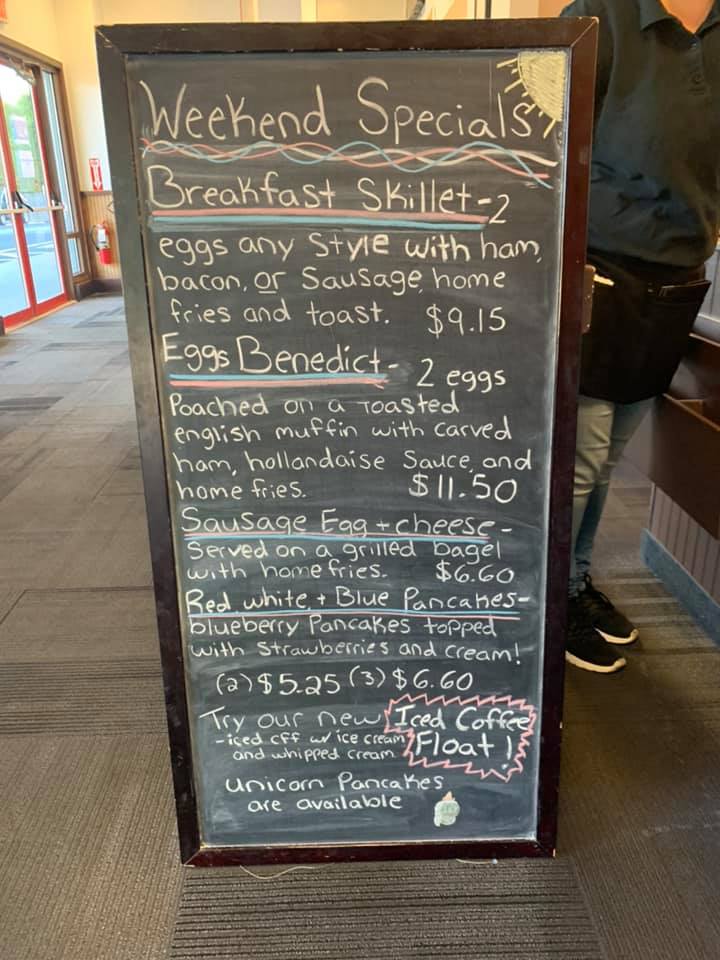 Weekend Specials
Breakfast Skillet-2
eggs any style with ham,
bacon, or Sausage, home
fries and toast. $9.15
Eggs Benedict- 2 eggs
Poached on a Toasted
english muffin with carved
ham, hollandaise Sauce, and
home fries. $11.50
Sausage Egg + cheese-
Served on a grilled bagel
with home fries. $6.60
Red, white, + Blue Pancakes-
blueberry Pancakes topped
with Strawberries and cream!
(2) $5.25 (3) $6.60
Try our new Iced Coffee
-iced cff w/ ice cream Float!
and whipped cream
unicorn Pancakes
are available